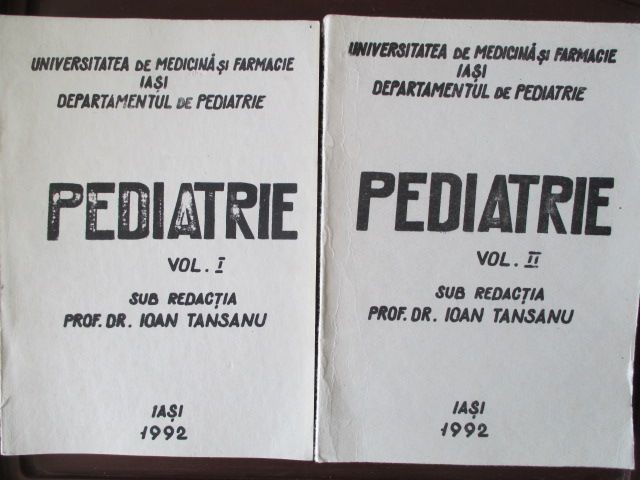 UNIVERSITATEA DE MEDICINĂ ȘI FARMACIE
IAȘI
DEPARTAMENTUL DE PEDIATRIE
PEDIATRIE
VOL. I
SUB REDACȚIA
PROF. DR. IOAN TANSANU
IAȘI
1992
UNIVERSITATEA DE MEDICINĂ ȘI FARMACIE
IAȘI
DEPARTAMENTUL DE PEDIATRIE
PEDIATRIE
VOL. II
SUB REDACȚIA
PROF. DR. IOAN TANSANU
IAȘI
1992